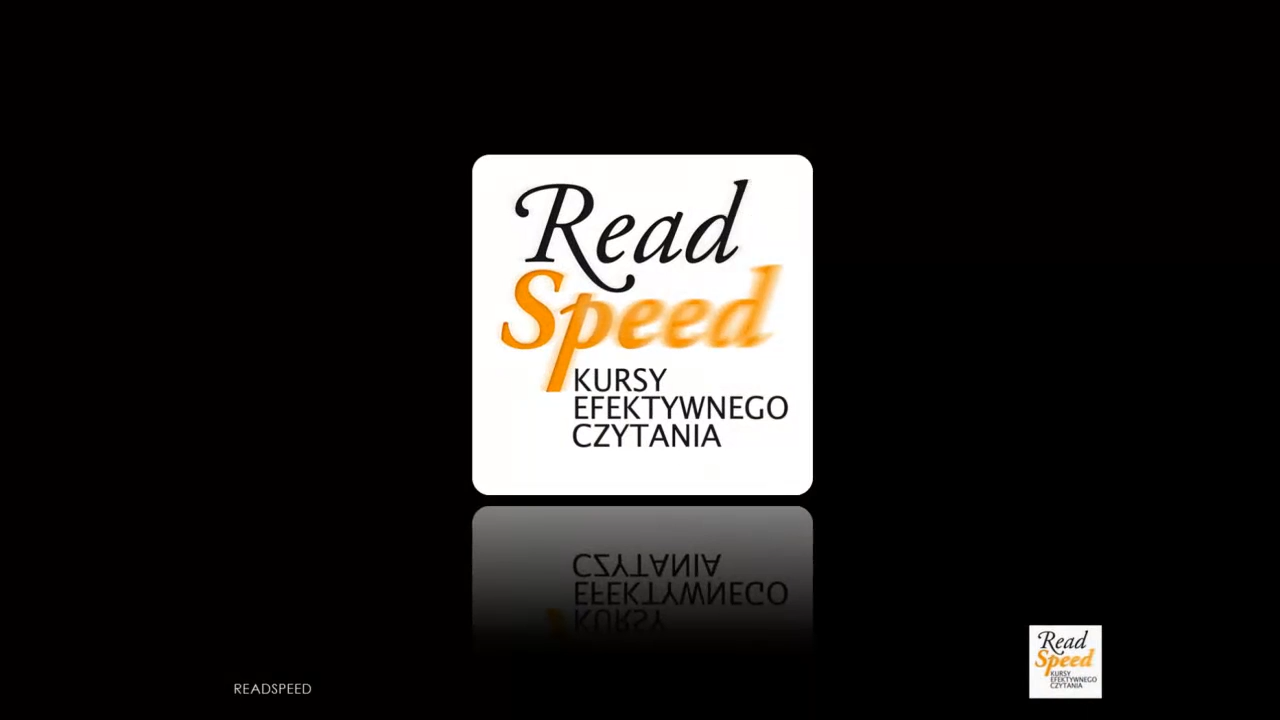 Read
Speed
KURSY
EFEKTYWNEGO
CZYTANIA
CZYTANIA
EFEKTYWNEGO
KURSY
READSPEED
Read
Speed
KURSY
EFEKTYWNEGO
CZYTANIA